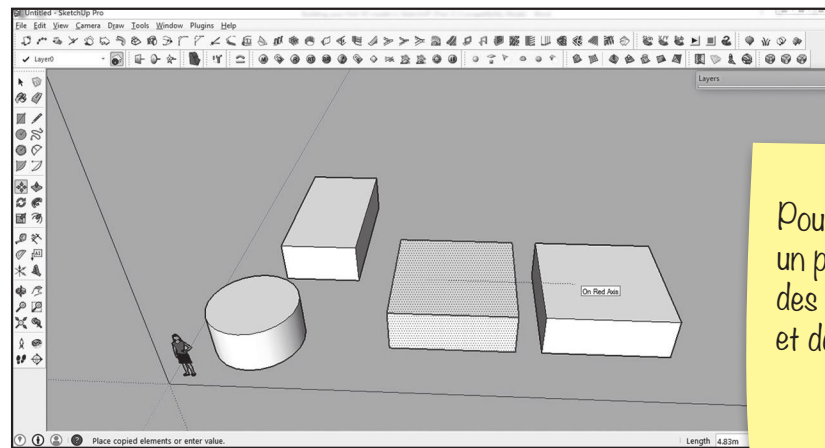 Untitled - SketchUp Pro
File Edit View Camera Draw Tools Window Plugins Help
Layer0
Layers
On Red Axis
Place copied elements or enter value.
Length 4.83m
Pou
un p
des
et de